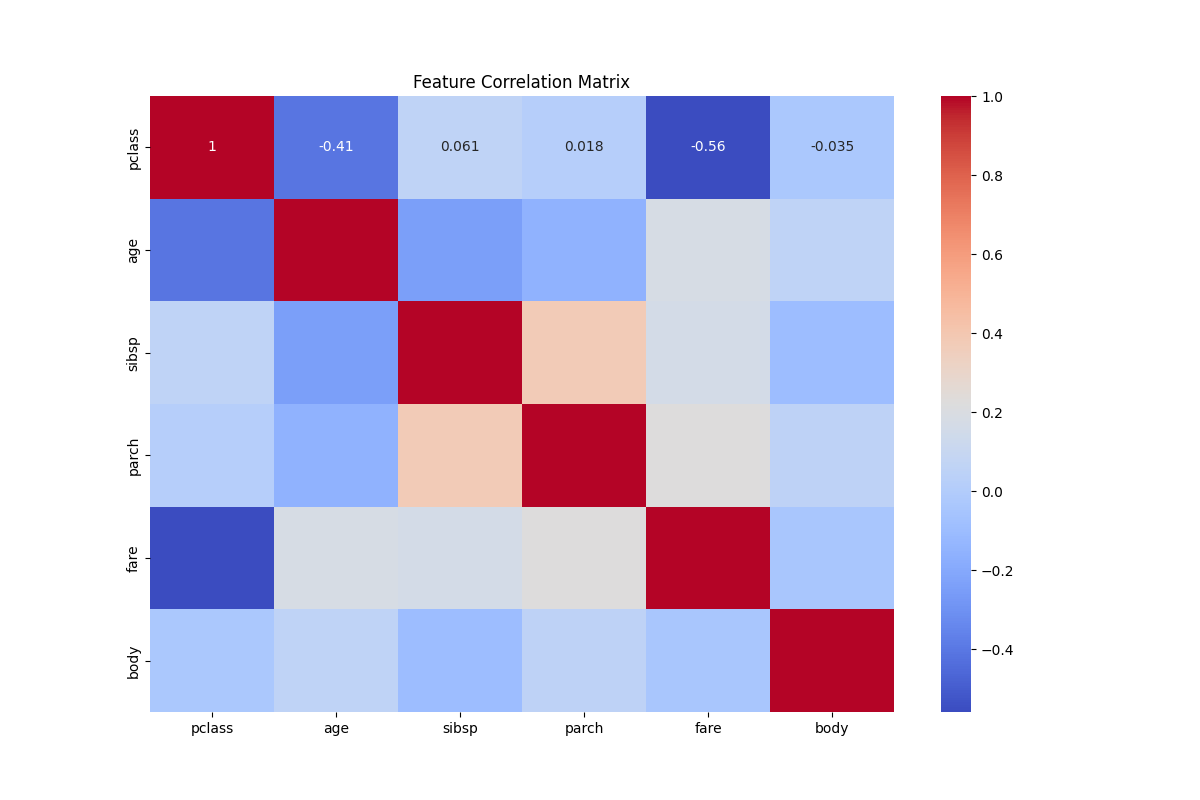 Feature Correlation Matrix
pclass
1 -0.41 0.061 0.018 -0.56 -0.035
age
sibsp
parch
fare
body
pclass age sibsp parch fare body
1.0
0.8
0.6
0.4
0.2
0.0
−0.2
−0.4